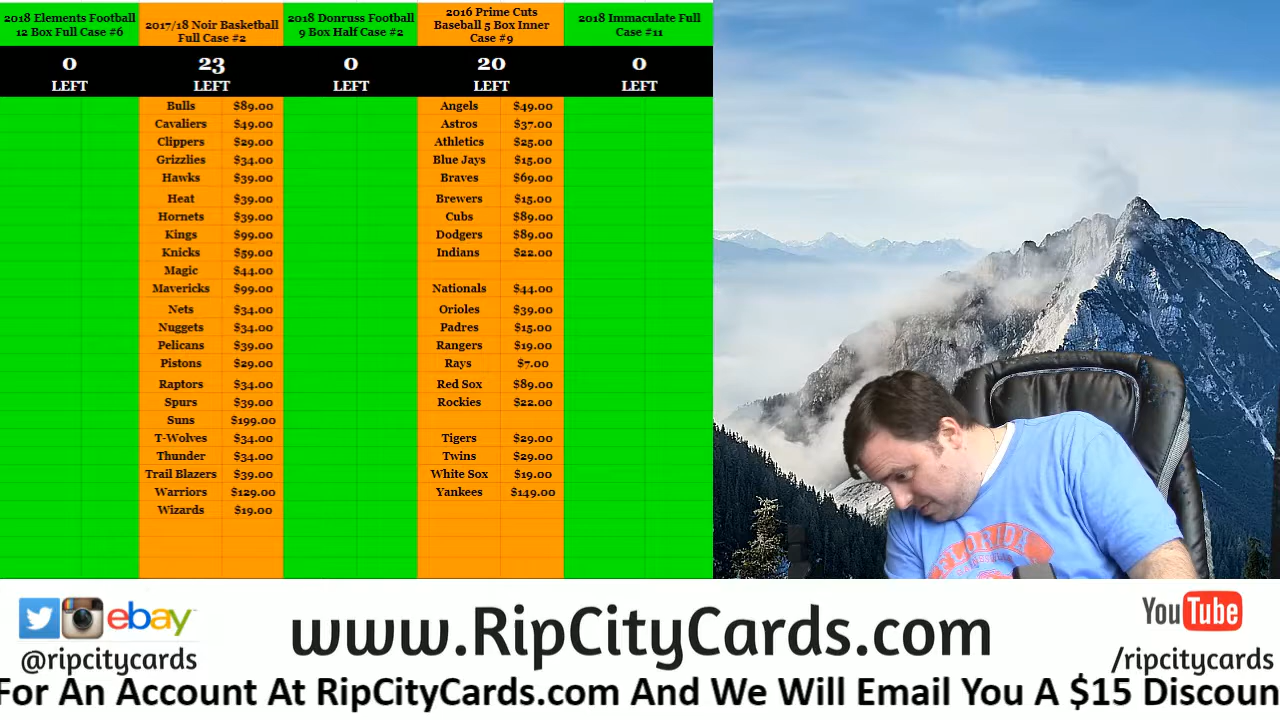 2018 Elements Football
12 Box Full Case #6
0
LEFT
2017/18 Noir Basketball
Full Case #2
23
LEFT
Bulls $89.00
Cavaliers $49.00
Clippers $29.00
Grizzlies $34.00
Hawks $39.00
Heat $39.00
Hornets $39.00
Kings $99.00
Knicks $59.00
Magic $44.00
Mavericks $99.00
Nets $34.00
Nuggets $34.00
Pelicans $39.00
Pistons $29.00
Raptors $34.00
Spurs $39.00
Suns $199.00
T-Wolves $34.00
Thunder $34.00
Trail Blazers $39.00
Warriors $129.00
Wizards $19.00
2018 Donruss Football
9 Box Half Case #2
0
LEFT
2016 Prime Cuts
Baseball 5 Box Inner
Case #9
20
LEFT
Angels $49.00
Astros $37.00
Athletics $25.00
Blue Jays $15.00
Braves $69.00
Brewers $15.00
Cubs $89.00
Dodgers $89.00
Indians $22.00
Nationals $44.00
Orioles $39.00
Padres $15.00
Rangers $19.00
Rays $7.00
Red Sox $89.00
Rockies $22.00
Tigers $29.00
Twins $29.00
White Sox $19.00
Yankees $149.00
2018 Immaculate Full
Case #11
0
LEFT
FLORIDA
ebay
@ripcitycards
www.RipCityCards.com
YouTube
/ripcitycards
For An Account At RipCityCards.com And We Will Email You A $15 Discoun